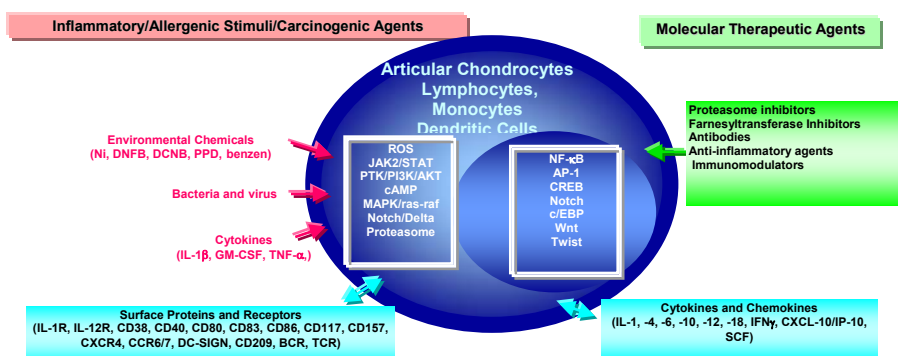 Inflammatory/Allergenic Stimuli/Carcinogenic Agents
Molecular Therapeutic Agents
Articular Chondrocytes
Lymphocytes,
Monocytes
Dendritic Cells
Environmental Chemicals
(Ni, DNFB, DCNB, PPD, benzen)
Bacteria and virus
Cytokines
(IL-1β, GM-CSF, TNF-α,)
ROS
JAK2/STAT
PTK/PI3K/AKT
cAMP
MAPK/ras-raf
Notch/Delta
Proteasome
NF-κB
AP-1
CREB
Notch
c/EBP
Wnt
Twist
Proteasome inhibitors
Farnesyltransferase Inhibitors
Antibodies
Anti-inflammatory agents
Immunomodulators
Surface Proteins and Receptors
(IL-1R, IL-12R, CD38, CD40, CD80, CD83, CD86, CD117, CD157,
CXCR4, CCR6/7, DC-SIGN, CD209, BCR, TCR)
Cytokines and Chemokines
(IL-1, -4, -6, -10, -12, -18, IFNγ, CXCL-10/IP-10,
SCF)